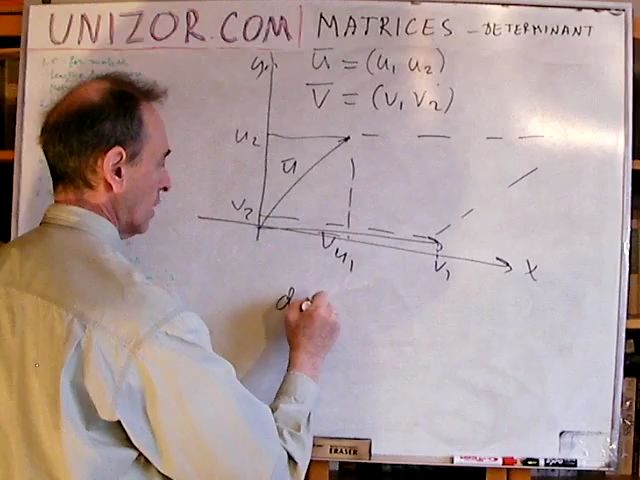 UNIZOR.COM | MATRICES – DETERMINANT
ū = (u₁ u₂)
v̄ = (v₁ v₂)
y
u₂
ū
v₂
v̄
u₁
v₁
x
d
ERASER